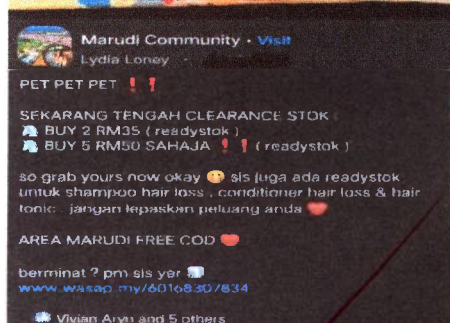 Marudi Community · Visit
Lydia Loney
PET PET PET ❗❗
SEKARANG TENGAH CLEARANCE STOK
BUY 2 RM35 ( readystok )
BUY 5 RM50 SAHAJA ❗❗( readystok )
so grab yours now okay 😍 sis juga ada readystok
untuk shampoo hair loss , conditioner hair loss & hair
tonic . jangan lepaskan peluang anda ❤️
AREA MARUDI FREE COD ❤️
berminat ? pm sis yer
www.wasap.my/60168307834
Vivian Aryu and 5 others